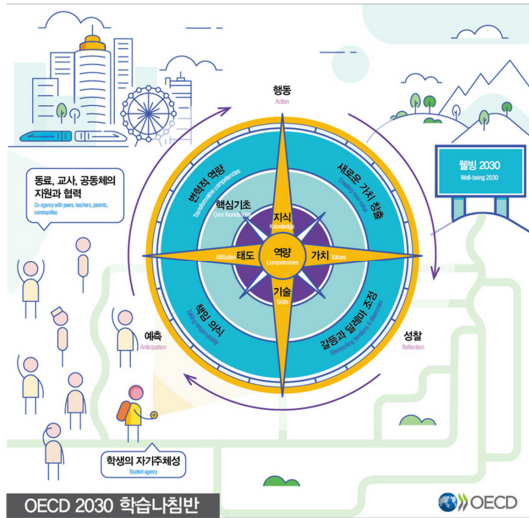 행동
Action
동료, 교사, 공동체의
지원과 협력
Co-agency with peers, teachers, parents,
communities
변혁적 역량
Transformative competencies
새로운 가치 창출
Creating new value
웰빙 2030
Well-being 2030
핵심기초
Core foundations
지식
Knowledge
태도
Attitudes
역량
Competencies
가치
Values
기술
Skills
책임 의식
Taking responsibility
갈등과 딜레마 조정
Reconciling tensions & dilemmas
예측
Anticipation
성찰
Reflection
학생의 자기주체성
Student agency
OECD 2030 학습나침반
OECD